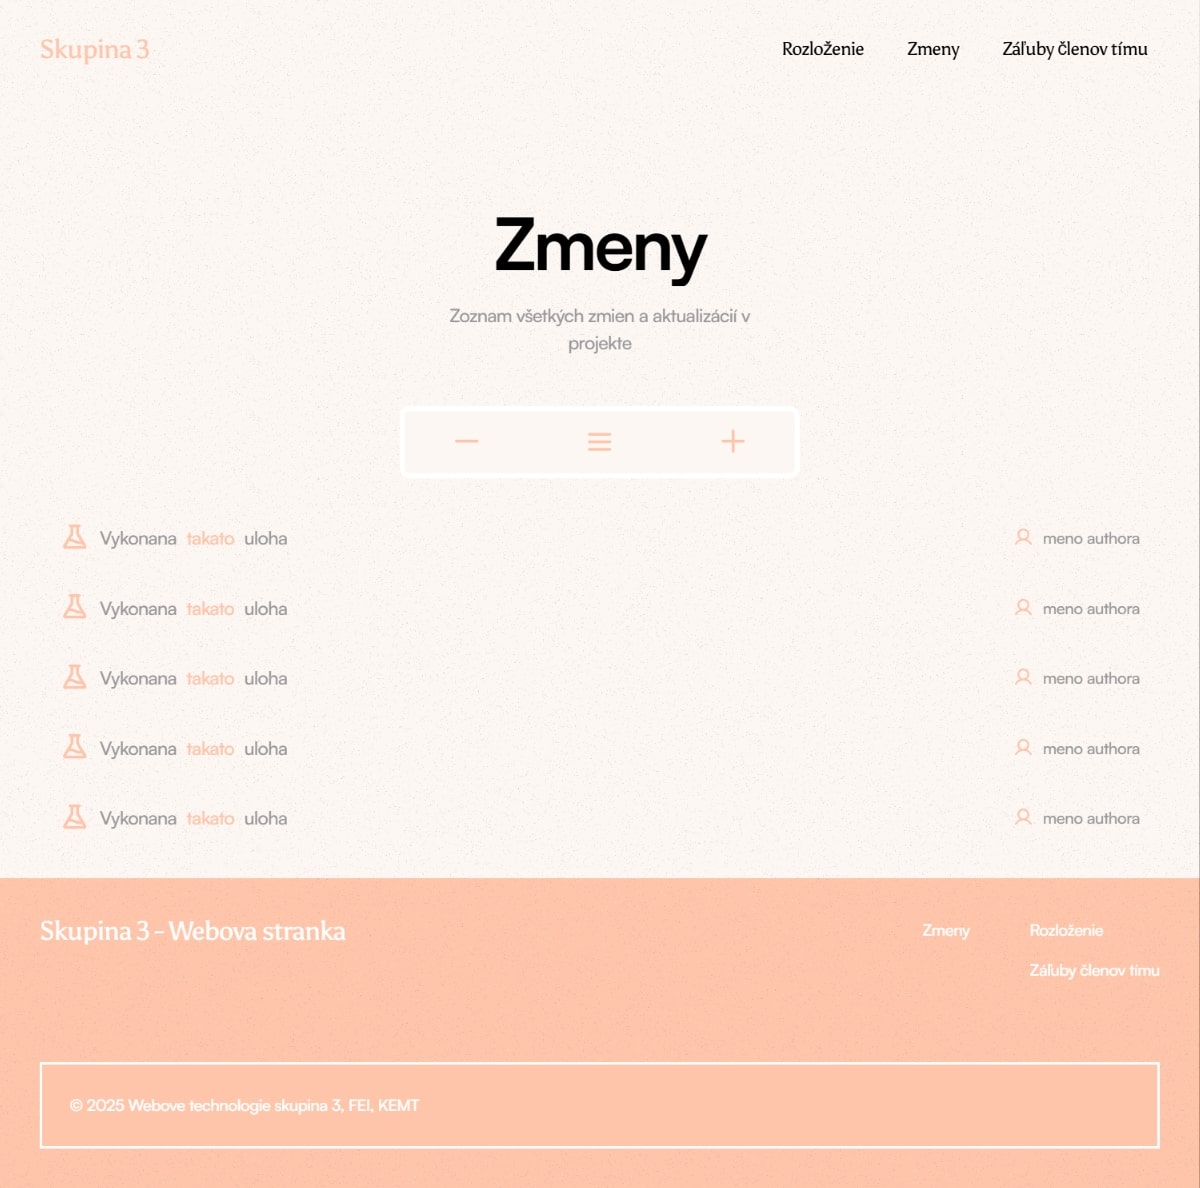 Skupina 3
Rozloženie Zmeny Záľuby členov tímu
Zmeny
Zoznam všetkých zmien a aktualizácií v
projekte
Vykonana takato uloha
meno authora
Vykonana takato uloha
meno authora
Vykonana takato uloha
meno authora
Vykonana takato uloha
meno authora
Vykonana takato uloha
meno authora
Skupina 3 - Webova stranka
Zmeny
Rozloženie
Záľuby členov tímu
© 2025 Webove technologie skupina 3, FEI, KEMT